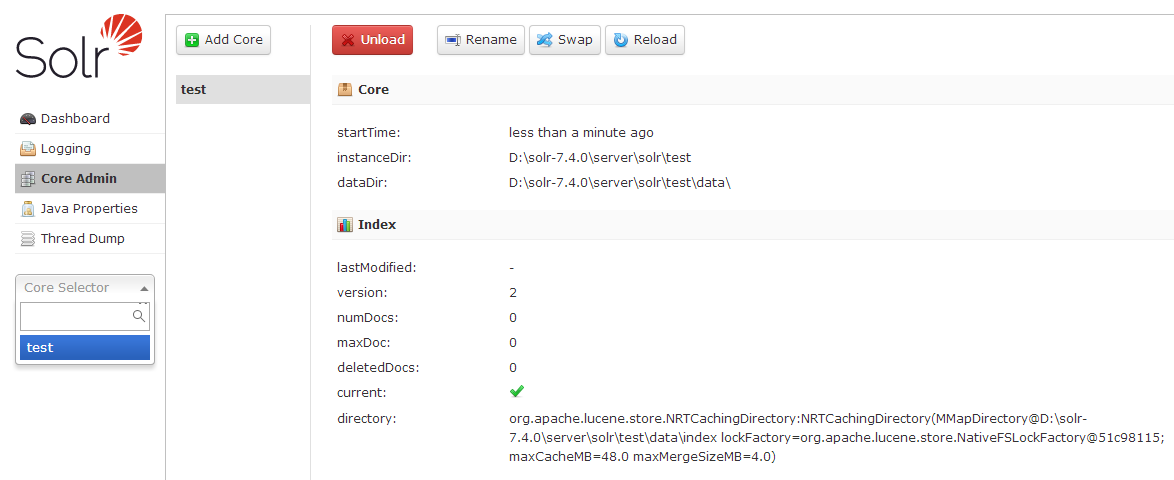 Solr
Dashboard
Logging
Core Admin
Java Properties
Thread Dump
Core Selector
test
Add Core
test
Unload
Rename
Swap
Reload
Core
startTime: less than a minute ago
instanceDir: D:\solr-7.4.0\server\solr\test
dataDir: D:\solr-7.4.0\server\solr\test\data\
Index
lastModified: -
version: 2
numDocs: 0
maxDoc: 0
deletedDocs: 0
current:
directory: org.apache.lucene.store.NRTCachingDirectory:NRTCachingDirectory(MMapDirectory@D:\solr-
7.4.0\server\solr\test\data\index lockFactory=org.apache.lucene.store.NativeFSLockFactory@51c98115;
maxCacheMB=48.0 maxMergeSizeMB=4.0)